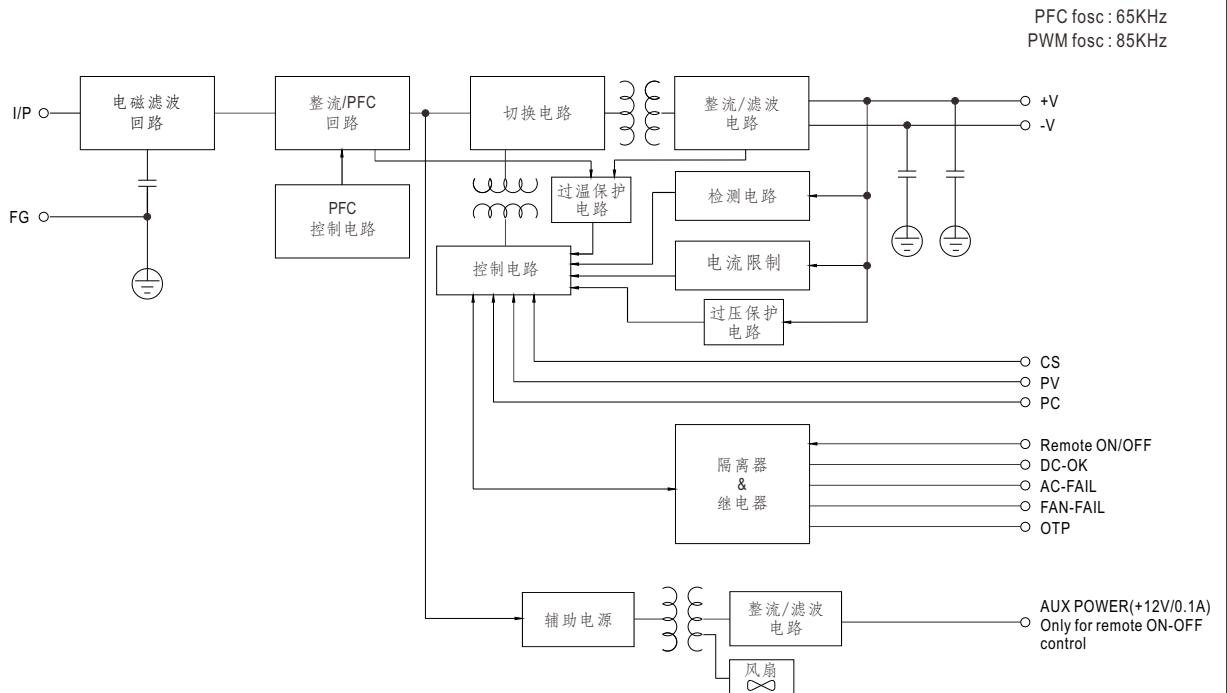 PFC fosc : 65KHz
PWM fosc : 85KHz
I/P
电磁滤波
回路
整流/PFC
回路
切换电路
整流/滤波
电路
+V
-V
FG
PFC
控制电路
过温保护
电路
检测电路
控制电路
电流限制
过压保护
电路
CS
PV
PC
隔离器
&
继电器
Remote ON/OFF
DC-OK
AC-FAIL
FAN-FAIL
OTP
辅助电源
整流/滤波
电路
AUX POWER(+12V/0.1A)
Only for remote ON-OFF
control
风扇